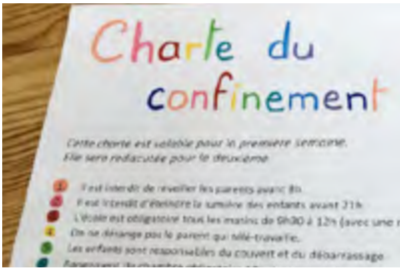 Charte du
confinement
Cette charte est valable pour la première semaine.
Elle sera rediscutée pour la deuxième.
1 Il est interdit de réveiller les parents avant 8h.
Il est interdit d'éteindre la lumière des enfants avant 21h.
L'école est obligatoire tous les matins de 9h30 à 12h (avec une
4 On ne dérange pas le parent qui télé-travaille.
5 Les enfants sont responsables du couvert et du débarrassage.